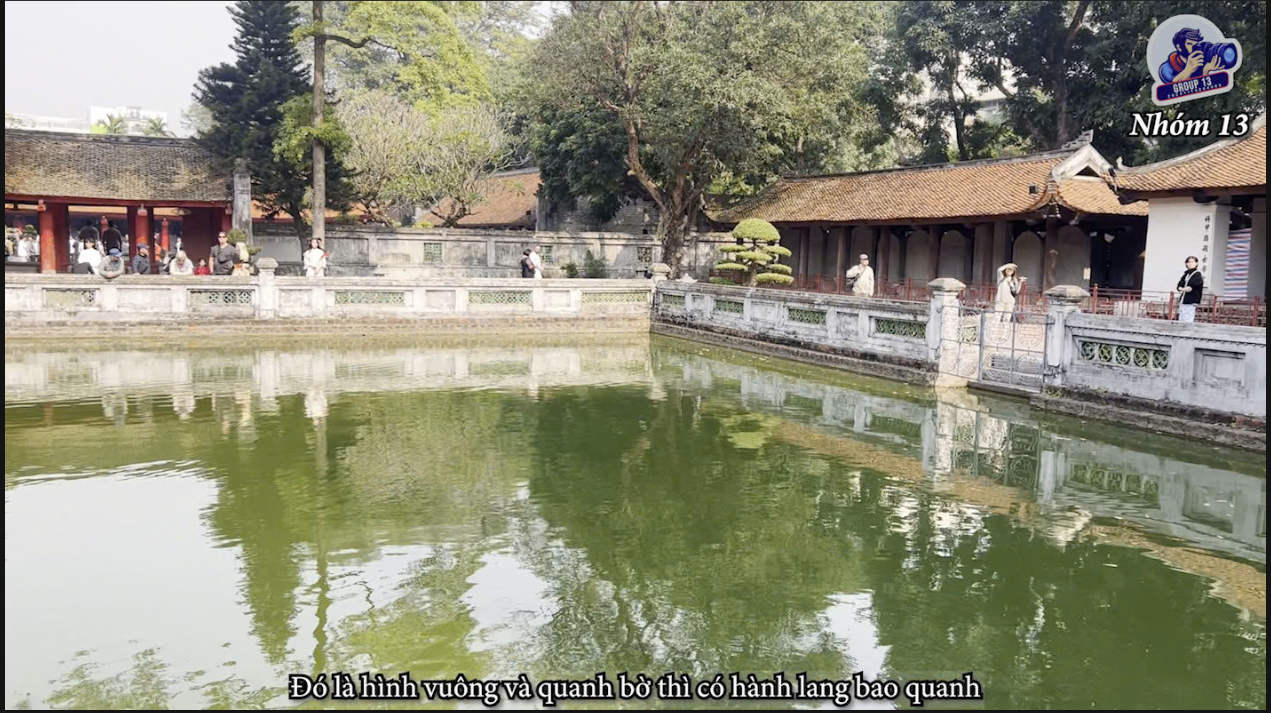 GROUP 13
Nhóm 13
Đó là hình vuông và quanh bờ thì có hành lang bao quanh